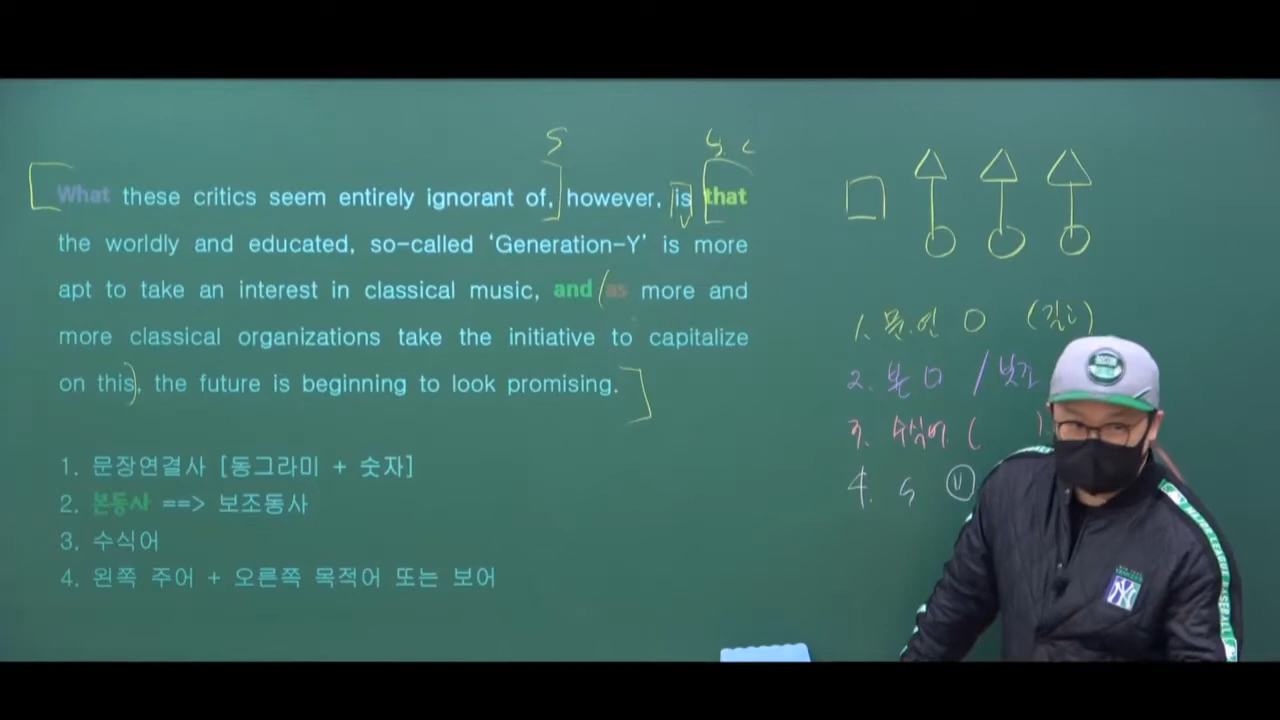 What these critics seem entirely ignorant of, however, is that
the worldly and educated, so-called 'Generation-Y' is more
apt to take an interest in classical music, and as more and
more classical organizations take the initiative to capitalize
on this, the future is beginning to look promising.
1. 문장연결사 [동그라미 + 숫자]
2. 본동사 ==> 보조동사
3. 수식어
4. 왼쪽 주어 + 오른쪽 목적어 또는 보어
S
S.C
V
1. 문.연 O
2. 본 O /
3. 수식어 ( )
4. S V
NY